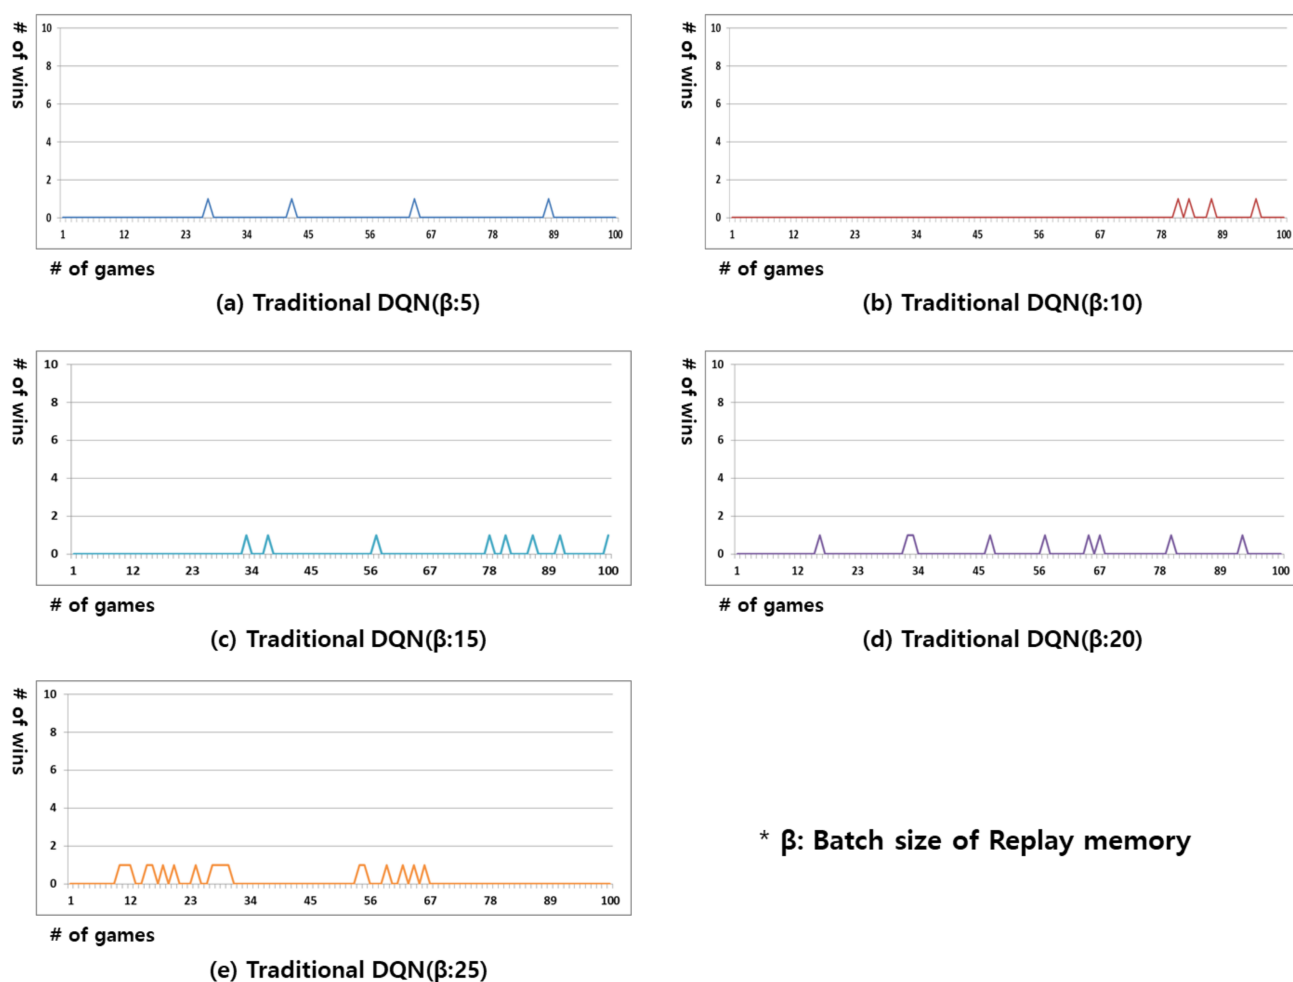 # of wins
10
8
6
4
2
0
1 12 23 34 45 56 67 78 89 100
# of games
(a) Traditional DQN(β:5)
# of wins
10
8
6
4
2
0
1 12 23 34 45 56 67 78 89 100
# of games
(b) Traditional DQN(β:10)
# of wins
10
8
6
4
2
0
1 12 23 34 45 56 67 78 89 100
# of games
(c) Traditional DQN(β:15)
# of wins
10
8
6
4
2
0
1 12 23 34 45 56 67 78 89 100
# of games
(d) Traditional DQN(β:20)
# of wins
10
8
6
4
2
0
1 12 23 34 45 56 67 78 89 100
# of games
(e) Traditional DQN(β:25)
* β: Batch size of Replay memory